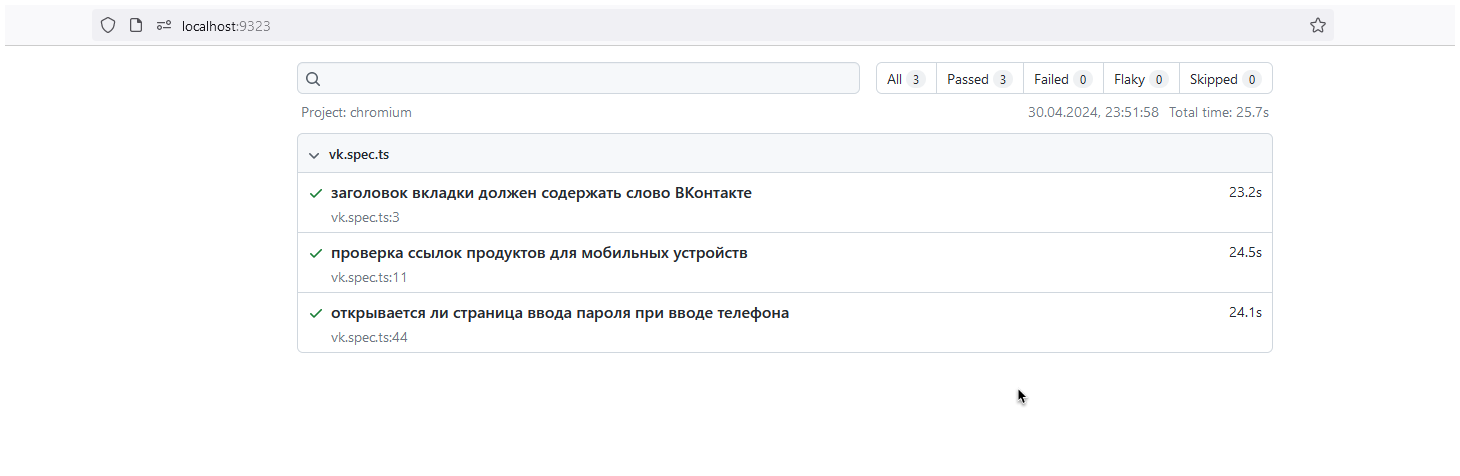 localhost:9323
All 3 Passed 3 Failed 0 Flaky 0 Skipped 0
Project: chromium 30.04.2024, 23:51:58 Total time: 25.7s
vk.spec.ts
заголовок вкладки должен содержать слово ВКонтакте 23.2s
vk.spec.ts:3
проверка ссылок продуктов для мобильных устройств 24.5s
vk.spec.ts:11
открывается ли страница ввода пароля при вводе телефона 24.1s
vk.spec.ts:44